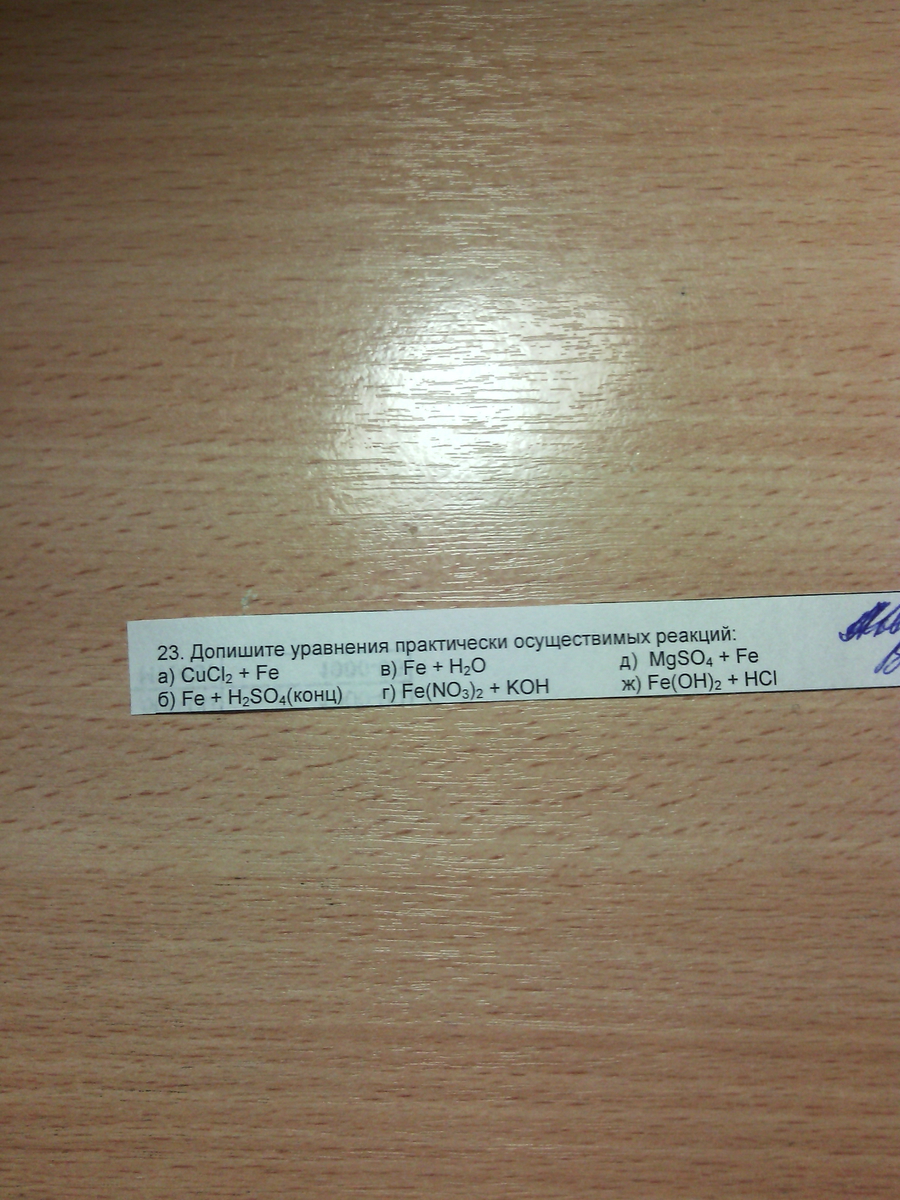 23. Допишите уравнения практически осуществимых реакций:
а) CuCl₂ + Fe в) Fe + H₂O д) MgSO₄ + Fe
б) Fe + H₂SO₄(конц) г) Fe(NO₃)₂ + KOH ж) Fe(OH)₂ + HCl